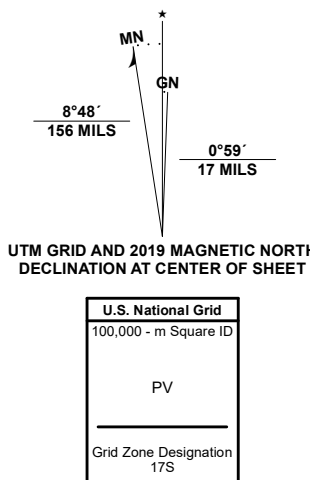 ★
MN
GN
8°48´
156 MILS
0°59´
17 MILS
UTM GRID AND 2019 MAGNETIC NORTH
DECLINATION AT CENTER OF SHEET
U.S. National Grid
100,000 - m Square ID
PV
Grid Zone Designation
17S